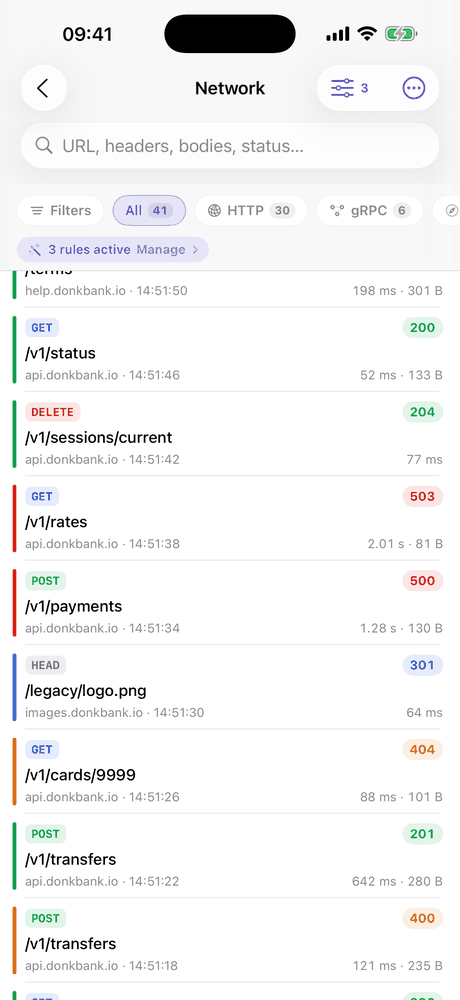 09:41
Network
3
URL, headers, bodies, status...
Filters
All 41
HTTP 30
gRPC 6
3 rules active Manage
/terms
help.donkbank.io · 14:51:50 198 ms · 301 B
GET 200
/v1/status
api.donkbank.io · 14:51:46 52 ms · 133 B
DELETE 204
/v1/sessions/current
api.donkbank.io · 14:51:42 77 ms
GET 503
/v1/rates
api.donkbank.io · 14:51:38 2.01 s · 81 B
POST 500
/v1/payments
api.donkbank.io · 14:51:34 1.28 s · 130 B
HEAD 301
/legacy/logo.png
images.donkbank.io · 14:51:30 64 ms
GET 404
/v1/cards/9999
api.donkbank.io · 14:51:26 88 ms · 101 B
POST 201
/v1/transfers
api.donkbank.io · 14:51:22 642 ms · 280 B
POST 400
/v1/transfers
api.donkbank.io · 14:51:18 121 ms · 235 B